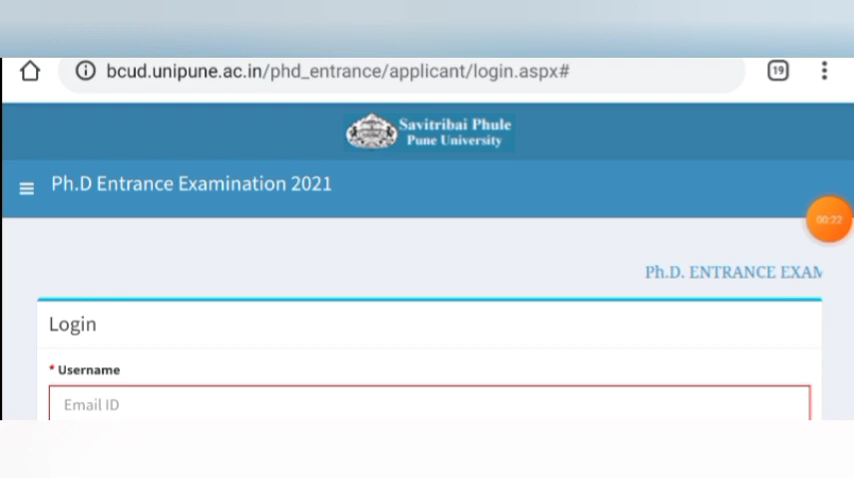 bcud.unipune.ac.in/phd_entrance/applicant/login.aspx#
19
Savitribai Phule
Pune University
Ph.D Entrance Examination 2021
00:22
Ph.D. ENTRANCE EXAM
Login
* Username
Email ID